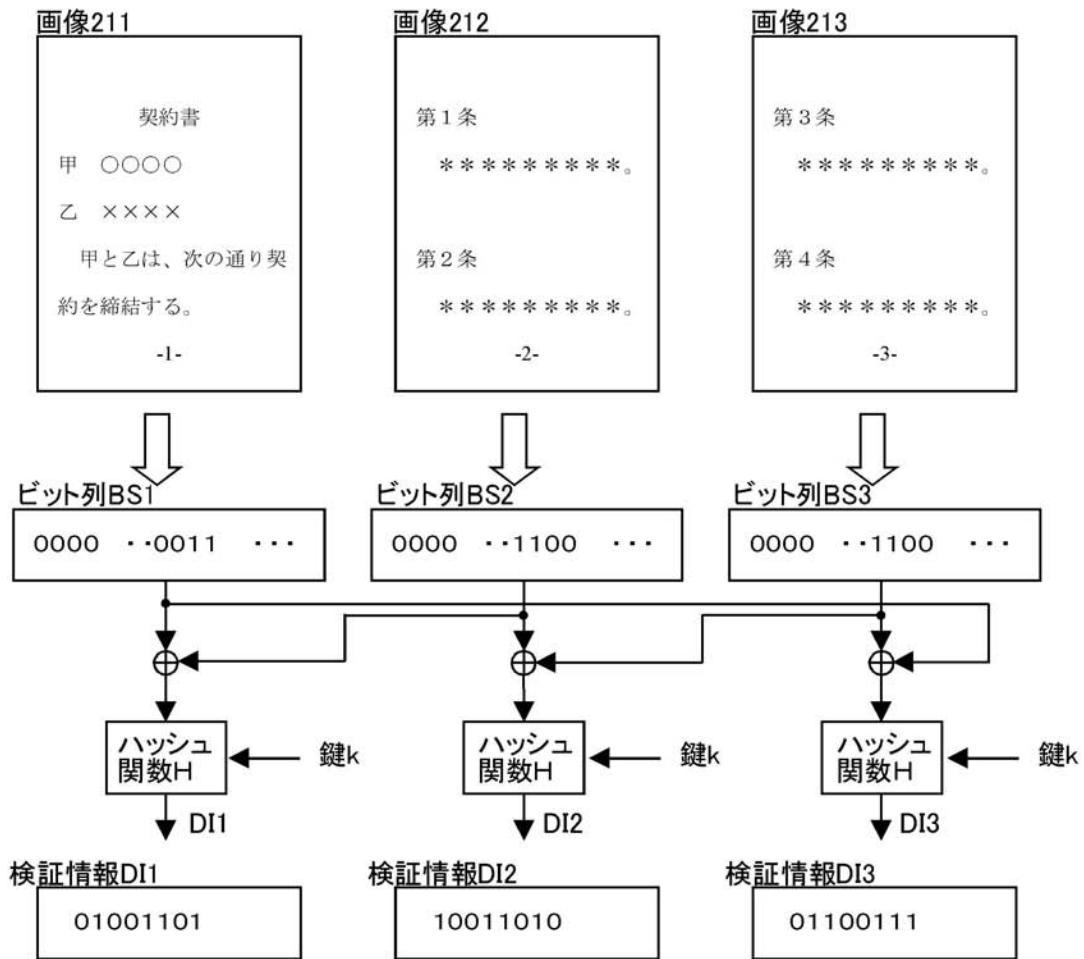 画像211
契約書
甲 ○○○○
乙 ××××
甲と乙は、次の通り契
約を締結する。
-1-
画像212
第1条
*********。
第2条
*********。
-2-
画像213
第3条
*********。
第4条
*********。
-3-
ビット列BS1
0000 ‥0011 …
ビット列BS2
0000 ‥1100 …
ビット列BS3
0000 ‥1100 …
ハッシュ
関数H
鍵k
ハッシュ
関数H
鍵k
ハッシュ
関数H
鍵k
DI1
DI2
DI3
検証情報DI1
01001101
検証情報DI2
10011010
検証情報DI3
01100111